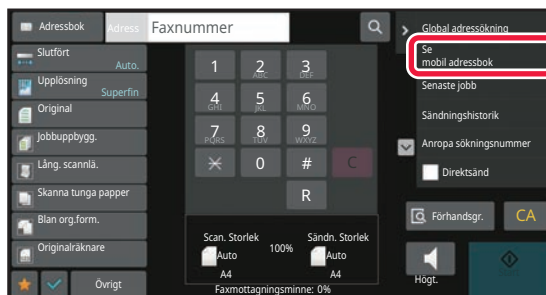 Adressbok
Adress
Faxnummer
Slutfört
Auto.
Upplösning
Superfin
Original
Jobbuppbygg.
Lång. scannlä.
Skanna tunga papper
Blan org.form.
Originalräknare
Övrigt
1
2
ABC
3
DEF
4
GHI
5
JKL
6
MNO
7
PQRS
8
TUV
9
WXYZ
0
#
C
R
Scan. Storlek
Auto
A4
100%
Sändn. Storlek
Auto
A4
Faxmottagningsminne: 0%
Global adressökning
Se
mobil adressbok
Senaste jobb
Sändningshistorik
Anropa sökningsnummer
Direktsänd
Förhandsgr.
CA
Högt.